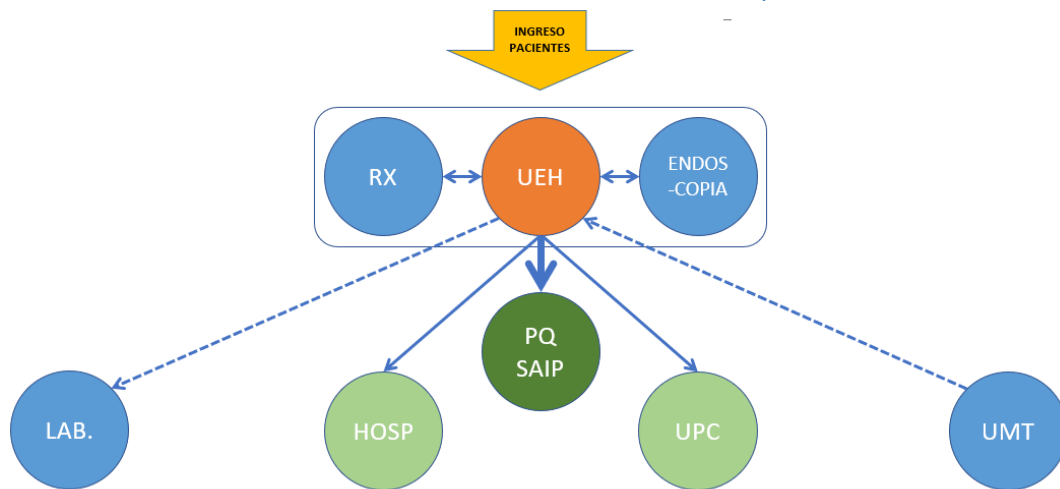 INGRESO
PACIENTES
RX
UEH
ENDOS
-COPIA
PQ
SAIP
LAB.
HOSP
UPC
UMT